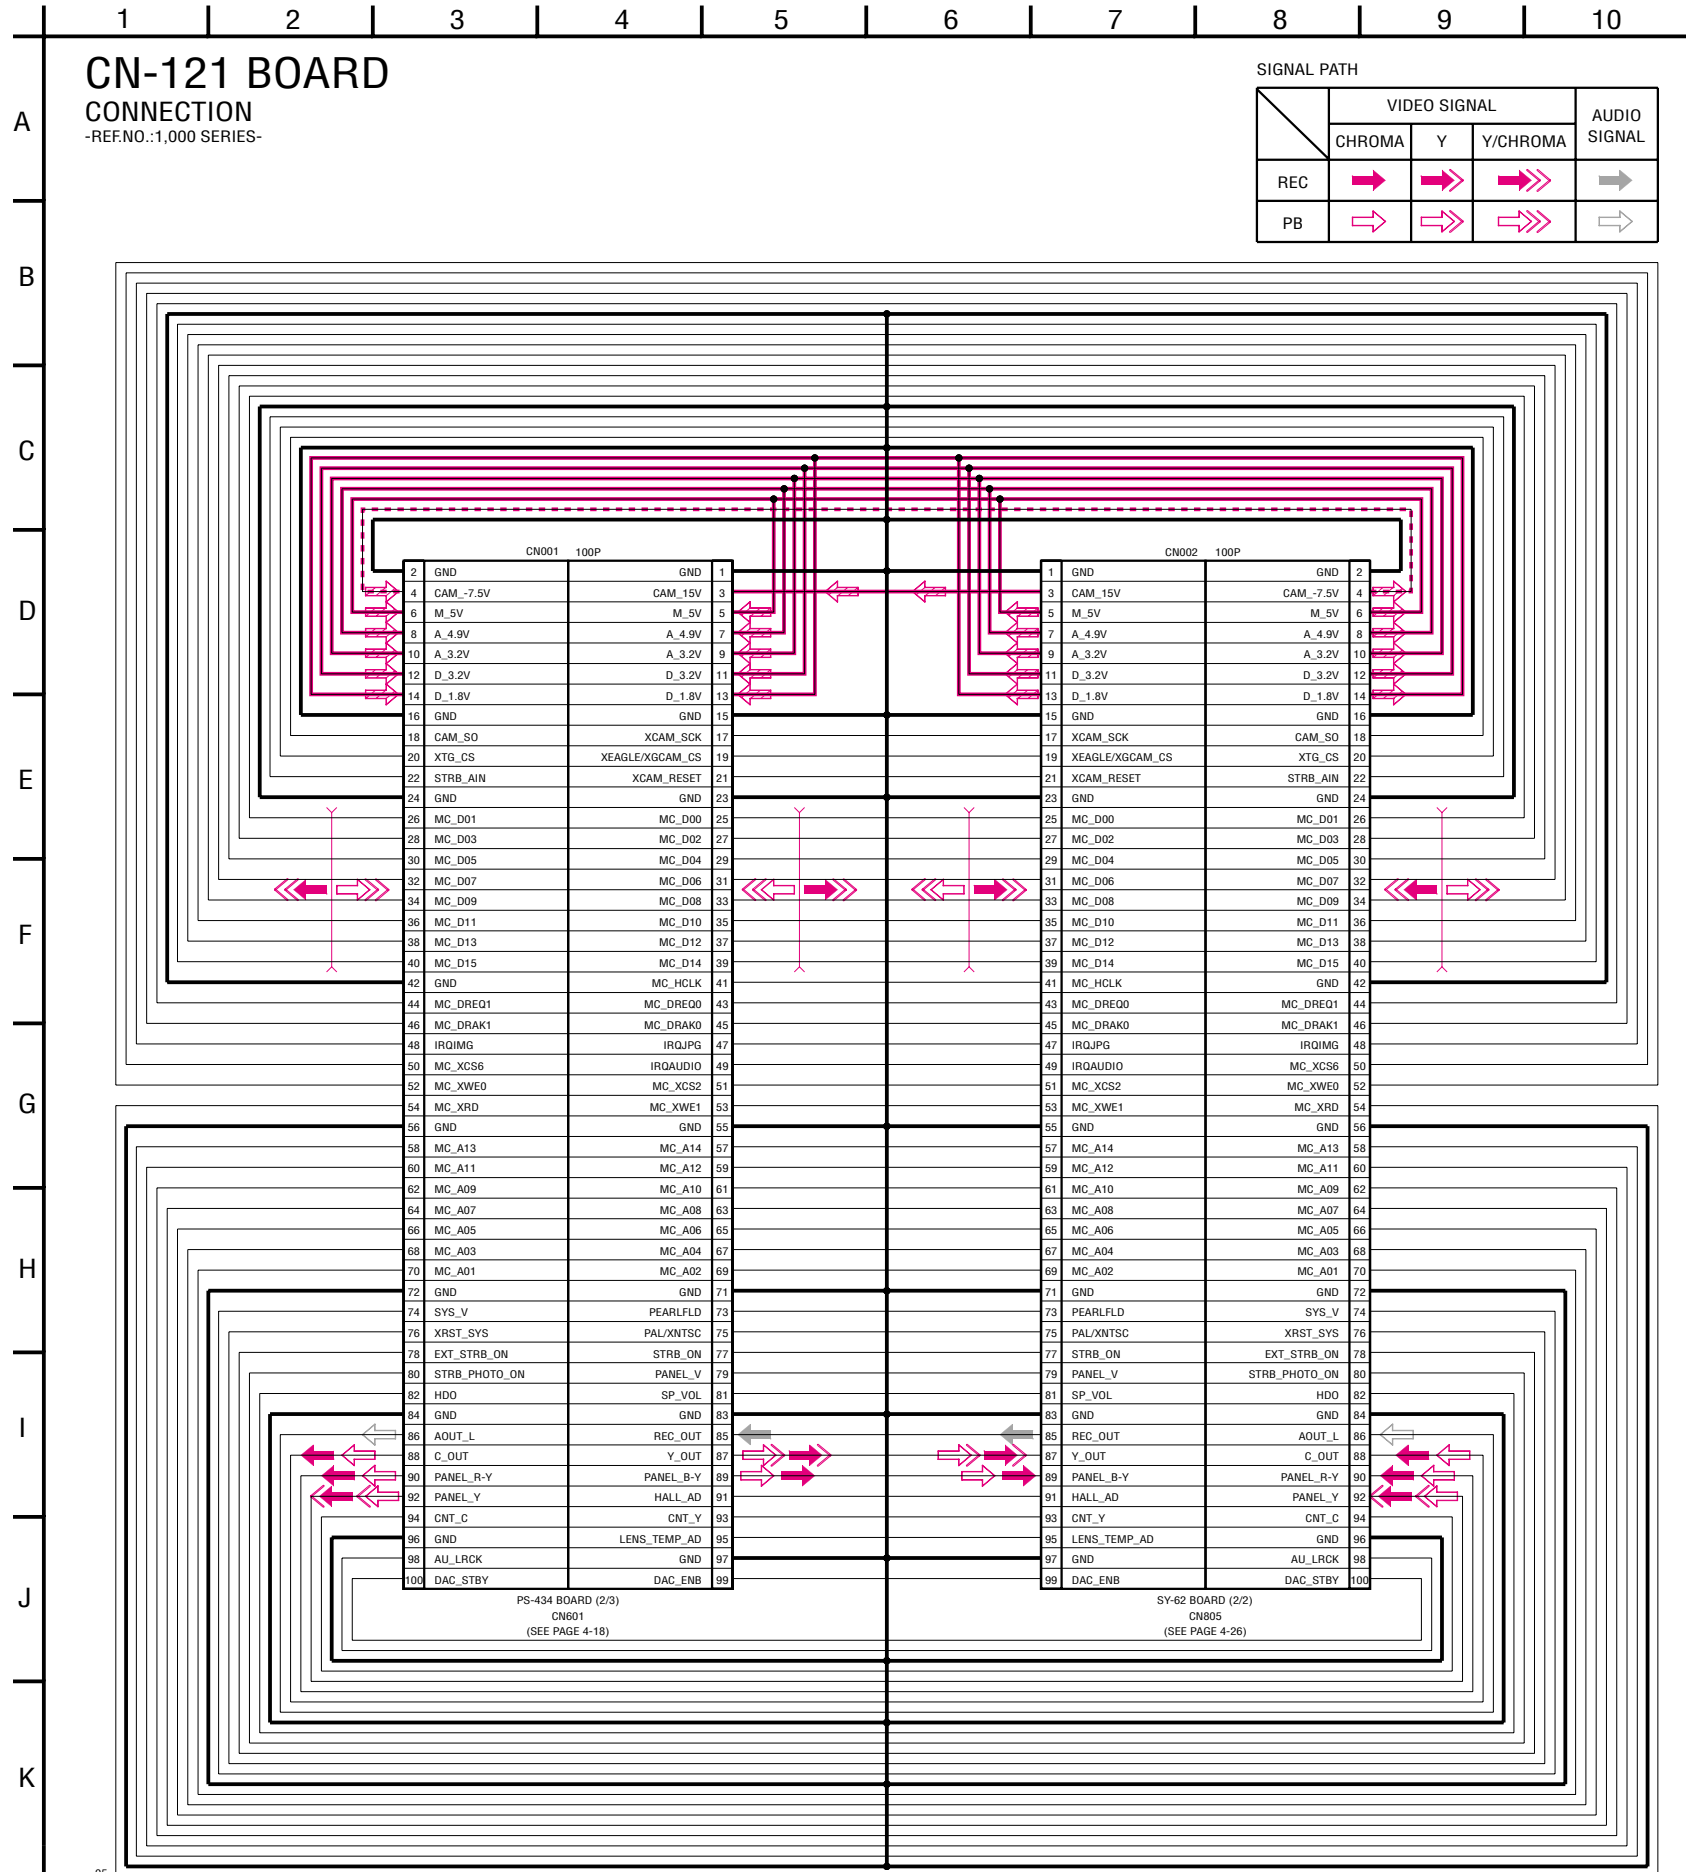 1 2 3 4 5 6 7 8 9 10
CN-121 BOARD
CONNECTION
-REF.NO.:1,000 SERIES-
SIGNAL PATH
VIDEO SIGNAL AUDIO SIGNAL
CHROMA Y Y/CHROMA
REC
PB
A
B
C
D
E
F
G
H
I
J
K
CN001 100P
2 GND GND 1
4 CAM_-7.5V CAM_15V 3
6 M_5V M_5V 5
8 A_4.9V A_4.9V 7
10 A_3.2V A_3.2V 9
12 D_3.2V D_3.2V 11
14 D_1.8V D_1.8V 13
16 GND GND 15
18 CAM_SO XCAM_SCK 17
20 XTG_CS XEAGLE/XGCAM_CS 19
22 STRB_AIN XCAM_RESET 21
24 GND GND 23
26 MC_D01 MC_D00 25
28 MC_D03 MC_D02 27
30 MC_D05 MC_D04 29
32 MC_D07 MC_D06 31
34 MC_D09 MC_D08 33
36 MC_D11 MC_D10 35
38 MC_D13 MC_D12 37
40 MC_D15 MC_D14 39
42 GND MC_HCLK 41
44 MC_DREQ1 MC_DREQ0 43
46 MC_DRAK1 MC_DRAK0 45
48 IRQIMG IRQJPG 47
50 MC_XCS6 IRQAUDIO 49
52 MC_XWE0 MC_XCS2 51
54 MC_XRD MC_XWE1 53
56 GND GND 55
58 MC_A13 MC_A14 57
60 MC_A11 MC_A12 59
62 MC_A09 MC_A10 61
64 MC_A07 MC_A08 63
66 MC_A05 MC_A06 65
68 MC_A03 MC_A04 67
70 MC_A01 MC_A02 69
72 GND GND 71
74 SYS_V PEARLFLD 73
76 XRST_SYS PAL/XNTSC 75
78 EXT_STRB_ON STRB_ON 77
80 STRB_PHOTO_ON PANEL_V 79
82 HDO SP_VOL 81
84 GND GND 83
86 AOUT_L REC_OUT 85
88 C_OUT Y_OUT 87
90 PANEL_R-Y PANEL_B-Y 89
92 PANEL_Y HALL_AD 91
94 CNT_C CNT_Y 93
96 GND LENS_TEMP_AD 95
98 AU_LRCK GND 97
100 DAC_STBY DAC_ENB 99
PS-434 BOARD (2/3)
CN601
(SEE PAGE 4-18)
CN002 100P
1 GND GND 2
3 CAM_15V CAM_-7.5V 4
5 M_5V M_5V 6
7 A_4.9V A_4.9V 8
9 A_3.2V A_3.2V 10
11 D_3.2V D_3.2V 12
13 D_1.8V D_1.8V 14
15 GND GND 16
17 XCAM_SCK CAM_SO 18
19 XEAGLE/XGCAM_CS XTG_CS 20
21 XCAM_RESET STRB_AIN 22
23 GND GND 24
25 MC_D00 MC_D01 26
27 MC_D02 MC_D03 28
29 MC_D04 MC_D05 30
31 MC_D06 MC_D07 32
33 MC_D08 MC_D09 34
35 MC_D10 MC_D11 36
37 MC_D12 MC_D13 38
39 MC_D14 MC_D15 40
41 MC_HCLK GND 42
43 MC_DREQ0 MC_DREQ1 44
45 MC_DRAK0 MC_DRAK1 46
47 IRQJPG IRQIMG 48
49 IRQAUDIO MC_XCS6 50
51 MC_XCS2 MC_XWE0 52
53 MC_XWE1 MC_XRD 54
55 GND GND 56
57 MC_A14 MC_A13 58
59 MC_A12 MC_A11 60
61 MC_A10 MC_A09 62
63 MC_A08 MC_A07 64
65 MC_A06 MC_A05 66
67 MC_A04 MC_A03 68
69 MC_A02 MC_A01 70
71 GND GND 72
73 PEARLFLD SYS_V 74
75 PAL/XNTSC XRST_SYS 76
77 STRB_ON EXT_STRB_ON 78
79 PANEL_V STRB_PHOTO_ON 80
81 SP_VOL HDO 82
83 GND GND 84
85 REC_OUT AOUT_L 86
87 Y_OUT C_OUT 88
89 PANEL_B-Y PANEL_R-Y 90
91 HALL_AD PANEL_Y 92
93 CNT_Y CNT_C 94
95 LENS_TEMP_AD GND 96
97 GND AU_LRCK 98
99 DAC_ENB DAC_STBY 100
SY-62 BOARD (2/2)
CN805
(SEE PAGE 4-26)